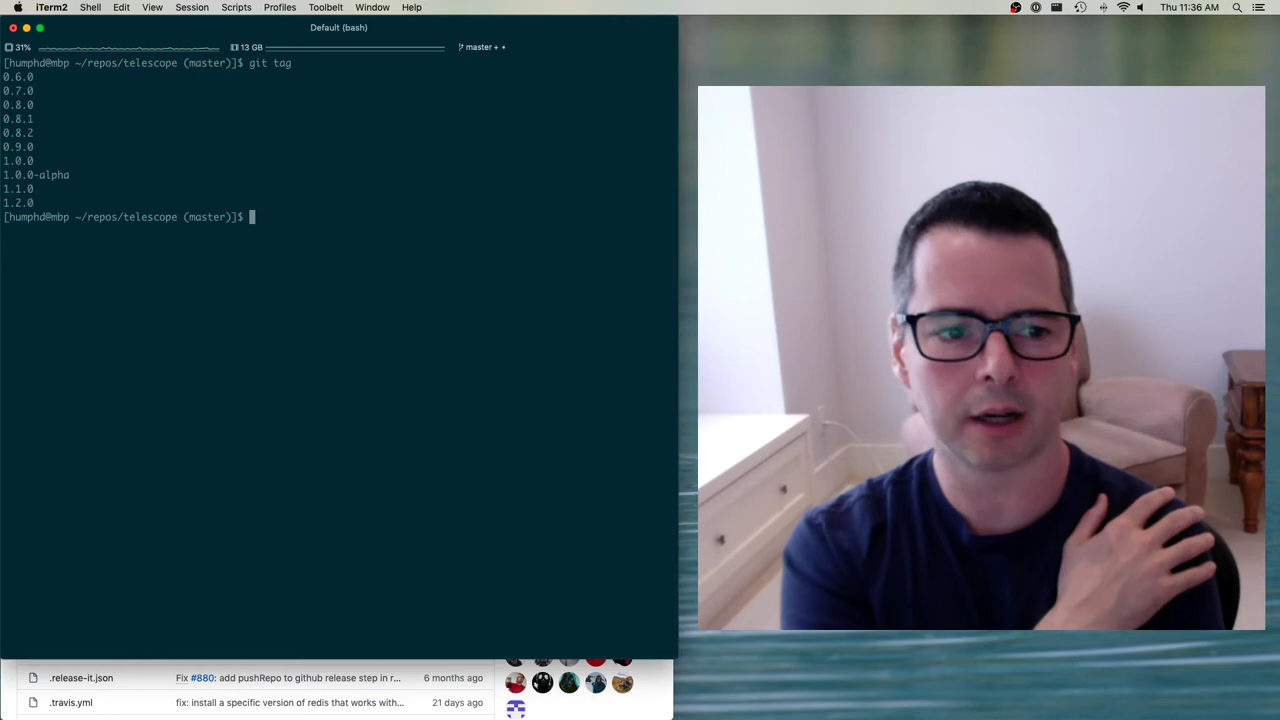 iTerm2 Shell Edit View Session Scripts Profiles Toolbelt Window Help Thu 11:36 AM
Default (bash)
31% 13 GB master + •
[humphd@mbp ~/repos/telescope (master)]$ git tag
0.6.0
0.7.0
0.8.0
0.8.1
0.8.2
0.9.0
1.0.0
1.0.0-alpha
1.1.0
1.2.0
[humphd@mbp ~/repos/telescope (master)]$
.release-it.json Fix #880: add pushRepo to github release step in r... 6 months ago
.travis.yml fix: install a specific version of redis that works with... 21 days ago